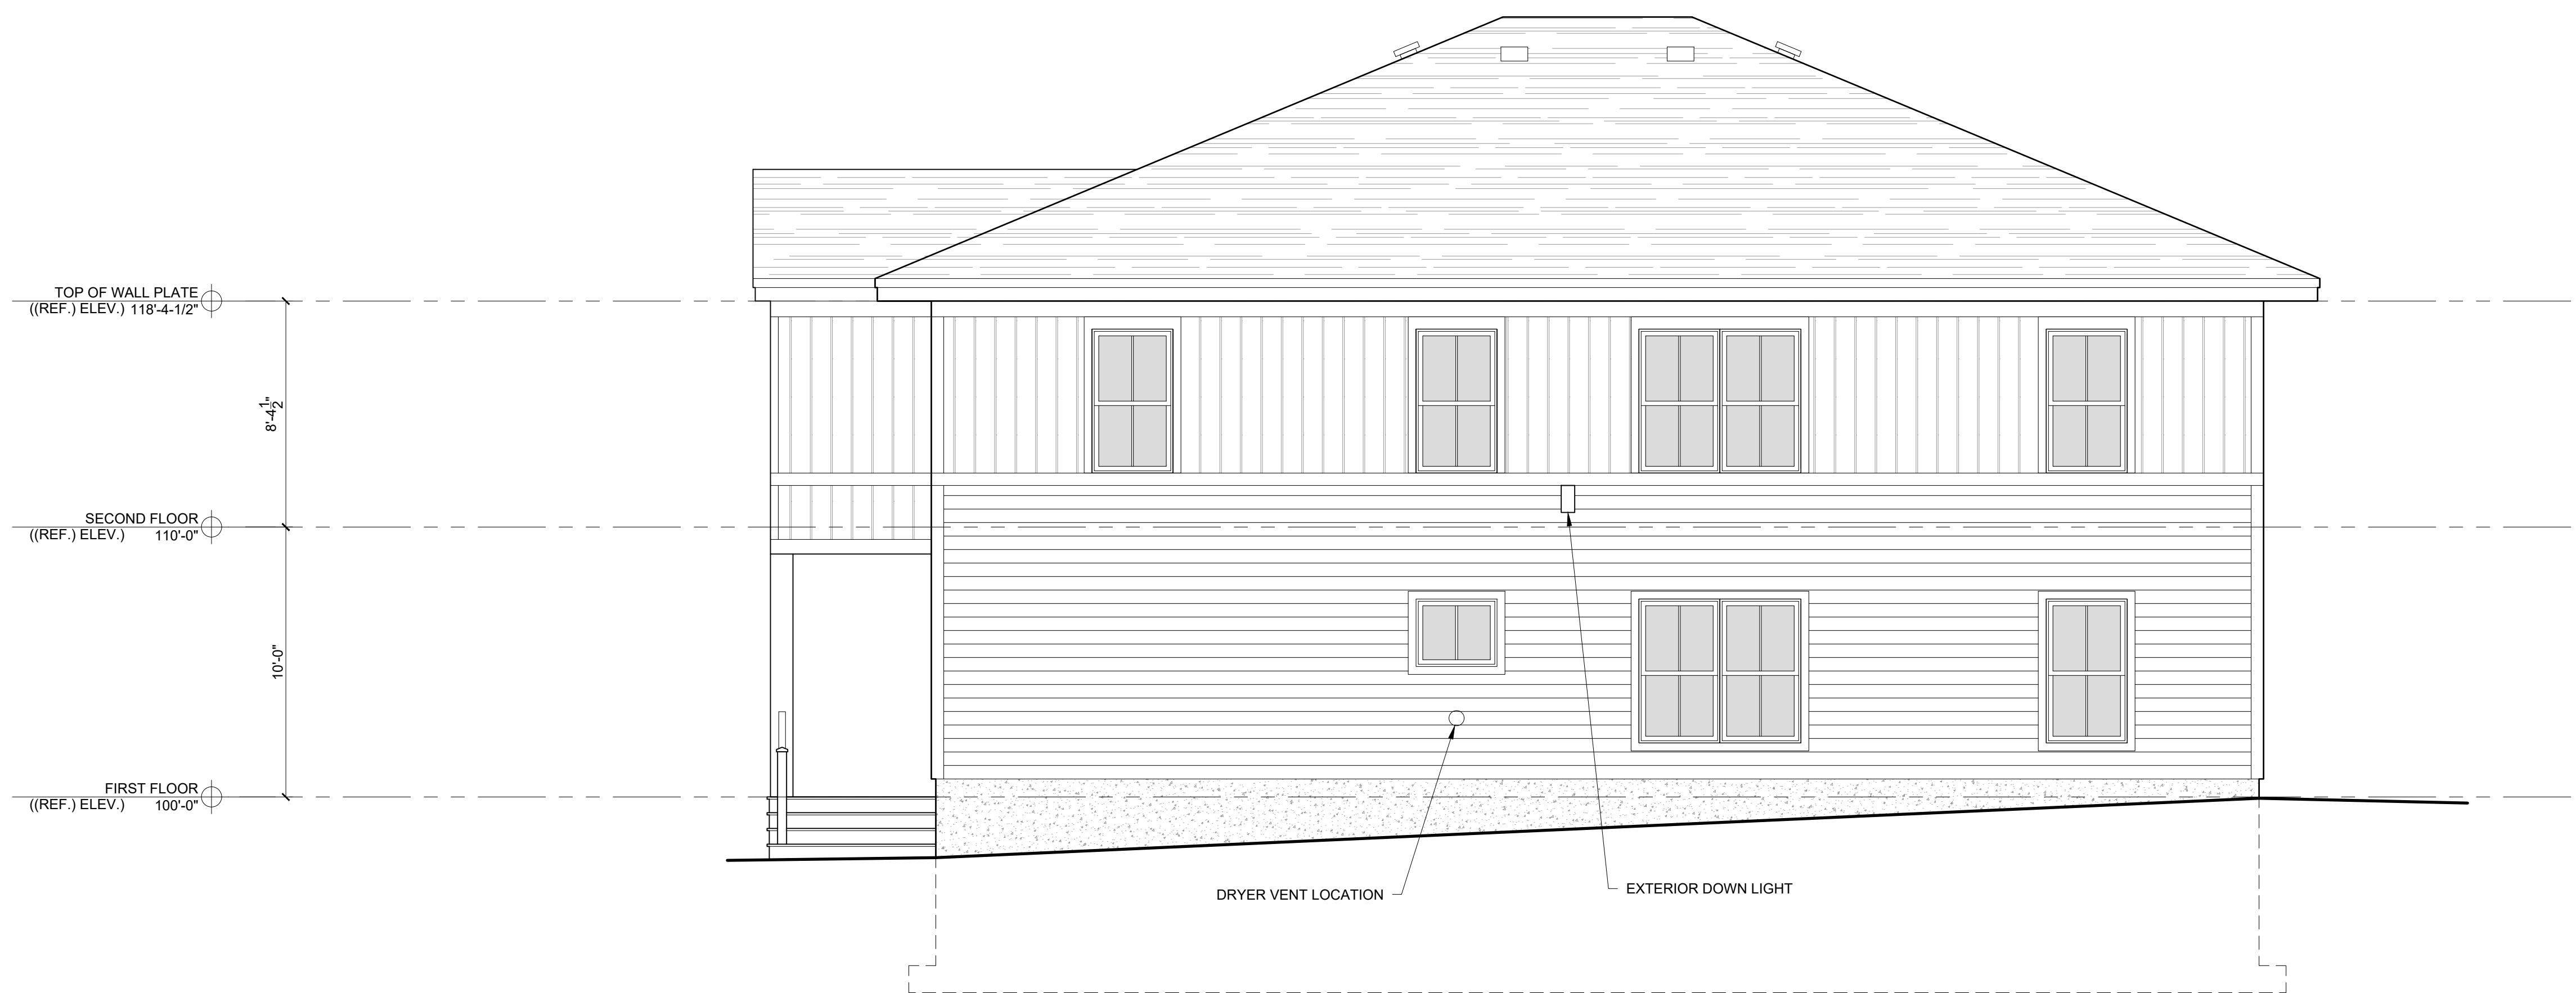 TOP OF WALL PLATE
((REF.) ELEV.) 118'-4-1/2"
8'-4 1/2"
SECOND FLOOR
((REF.) ELEV.) 110'-0"
10'-0"
FIRST FLOOR
((REF.) ELEV.) 100'-0"
DRYER VENT LOCATION
EXTERIOR DOWN LIGHT